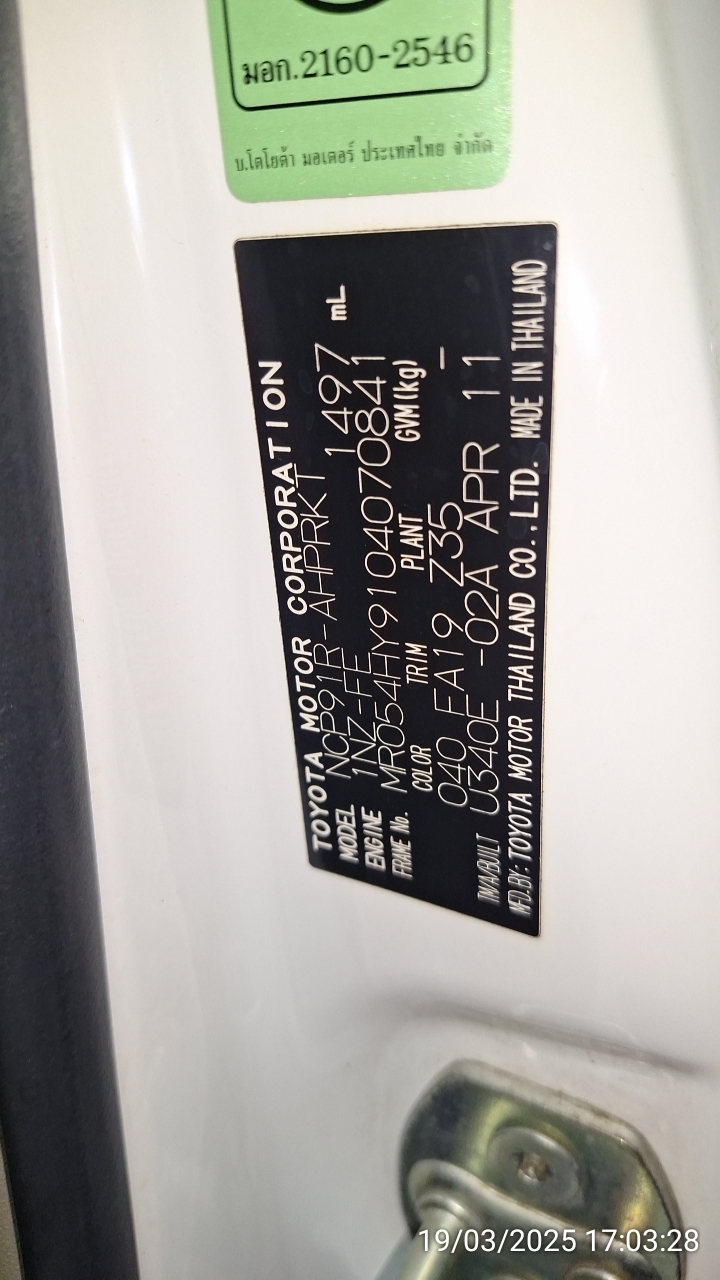 มอก.2160-2546
บ.โตโยต้า มอเตอร์ ประเทศไทย จำกัด
TOYOTA MOTOR CORPORATION
MODEL NCP91R-AHPRKT 1497 mL
ENGINE 1NZ-FE
FRAME No. MR054HY9104070841
COLOR TRIM PLANT GVM(kg)
040 FA19 Z35 -
TM/A/BUILT U340E -02A APR 11
MFD.BY: TOYOTA MOTOR THAILAND CO.,LTD. MADE IN THAILAND
19/03/2025 17:03:28